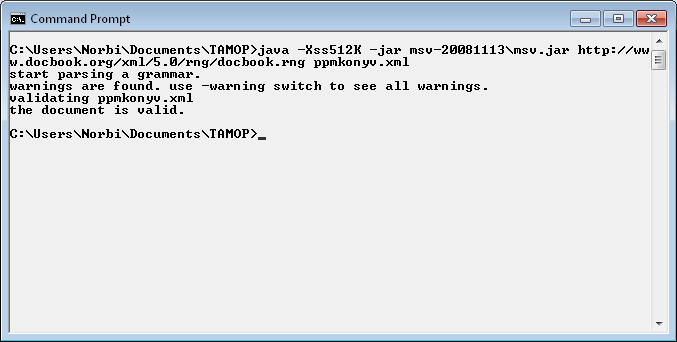 Command Prompt
C:\Users\Norbi\Documents\TAMOP>java -Xss512K -jar msv-20081113\msv.jar http://ww
w.docbook.org/xml/5.0/rng/docbook.rng ppmkonyv.xml
start parsing a grammar.
warnings are found. use -warning switch to see all warnings.
validating ppmkonyv.xml
the document is valid.
C:\Users\Norbi\Documents\TAMOP>_